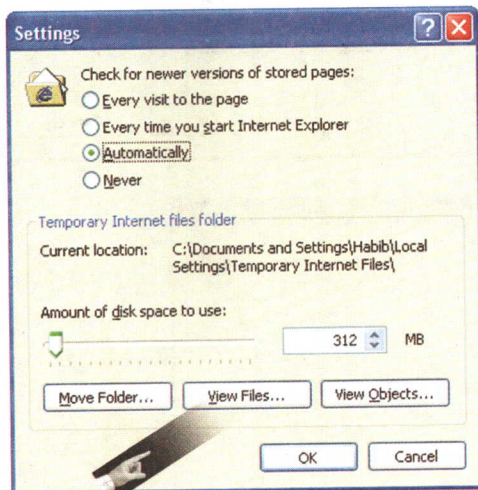 Settings
Check for newer versions of stored pages:
Every visit to the page
Every time you start Internet Explorer
Automatically
Never
Temporary Internet files folder
Current location: C:\Documents and Settings\Habib\Local
Settings\Temporary Internet Files\
Amount of disk space to use:
312 MB
Move Folder... View Files... View Objects...
OK Cancel